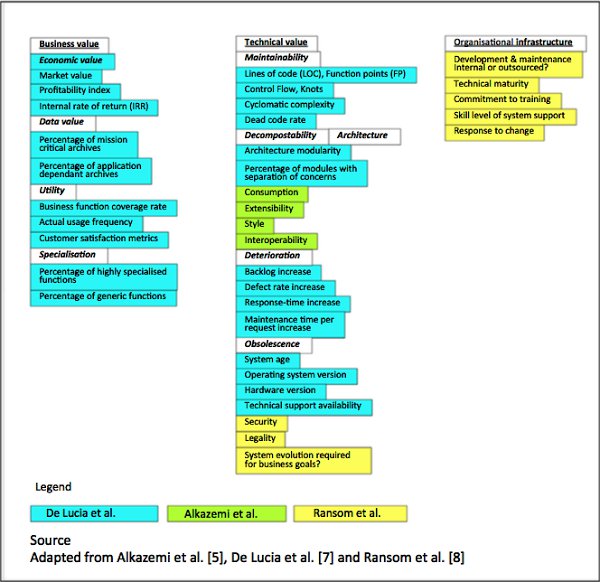 Business value
Economic value
Market value
Profitability index
Internal rate of return (IRR)
Data value
Percentage of mission
critical archives
Percentage of application
dependant archives
Utility
Business function coverage rate
Actual usage frequency
Customer satisfaction metrics
Specialisation
Percentage of highly specialised
functions
Percentage of generic functions
Technical value
Maintainability
Lines of code (LOC), Function points (FP)
Control Flow, Knots
Cyclomatic complexity
Dead code rate
Decompostability Architecture
Architecture modularity
Percentage of modules with
separation of concerns
Consumption
Extensibility
Style
Interoperability
Deterioration
Backlog increase
Defect rate increase
Response-time increase
Maintenance time per
request increase
Obsolescence
System age
Operating system version
Hardware version
Technical support availability
Security
Legality
System evolution required
for business goals?
Organisational infrastructure
Development & maintenance
Internal or outsourced?
Technical maturity
Commitment to training
Skill level of system support
Response to change
Legend
De Lucia et al.
Alkazemi et al.
Ransom et al.
Source
Adapted from Alkazemi et al. [5], De Lucia et al. [7] and Ransom et al. [8]